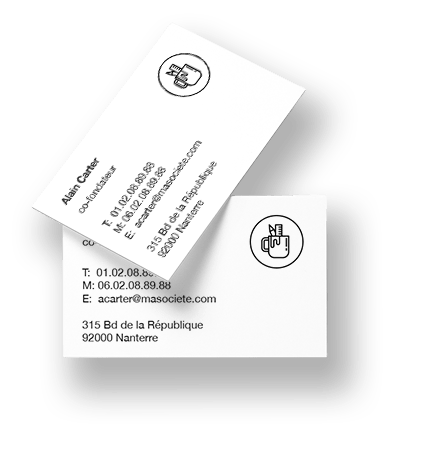 Alain Carter
co-fondateur
T: 01.02.08.89.88
M: 06.02.08.89.88
E: acarter@masociete.com
315 Bd de la République
92000 Nanterre
co
T: 01.02.08.89
M: 06.02.08.89.88
E: acarter@masociete.com
315 Bd de la République
92000 Nanterre